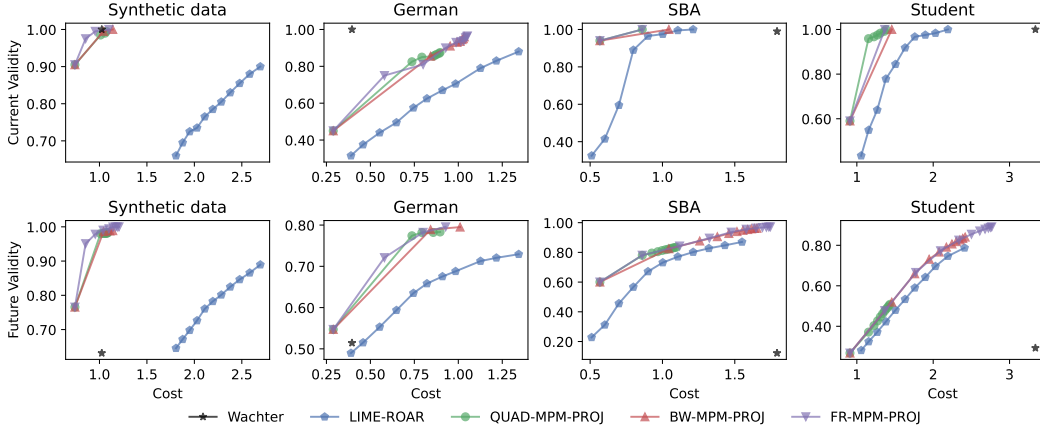 Synthetic data German SBA Student
Current Validity
1.00 0.90 0.80 0.70
1.0 1.5 2.0 2.5
1.00 0.80 0.60 0.40
0.25 0.50 0.75 1.00 1.25
1.00 0.80 0.60 0.40
0.5 1.0 1.5
1.00 0.80 0.60
1 2 3
Synthetic data German SBA Student
Future Validity
1.00 0.90 0.80 0.70
1.0 1.5 2.0 2.5
0.80 0.70 0.60 0.50
0.25 0.50 0.75 1.00 1.25
1.00 0.80 0.60 0.40 0.20
0.5 1.0 1.5
0.80 0.60 0.40
1 2 3
Cost Cost Cost Cost
Wachter LIME-ROAR QUAD-MPM-PROJ BW-MPM-PROJ FR-MPM-PROJ